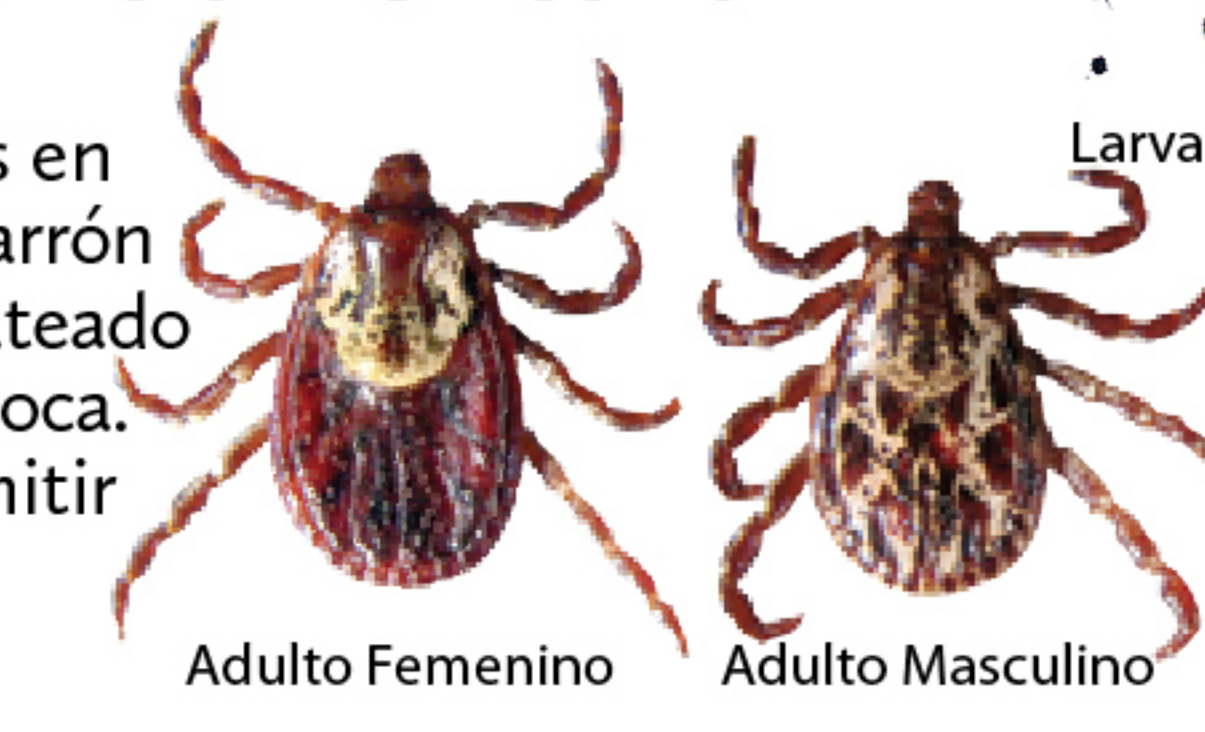 s en
arrón
teado
oca.
nitir
Larva
Adulto Femenino
Adulto Masculino